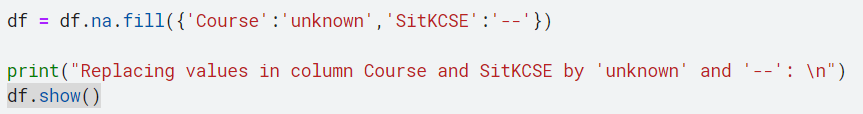 df = df.na.fill({'Course':'unknown','SitKCSE':'--'})
print("Replacing values in column Course and SitKCSE by 'unknown' and '--': \n")
df.show()